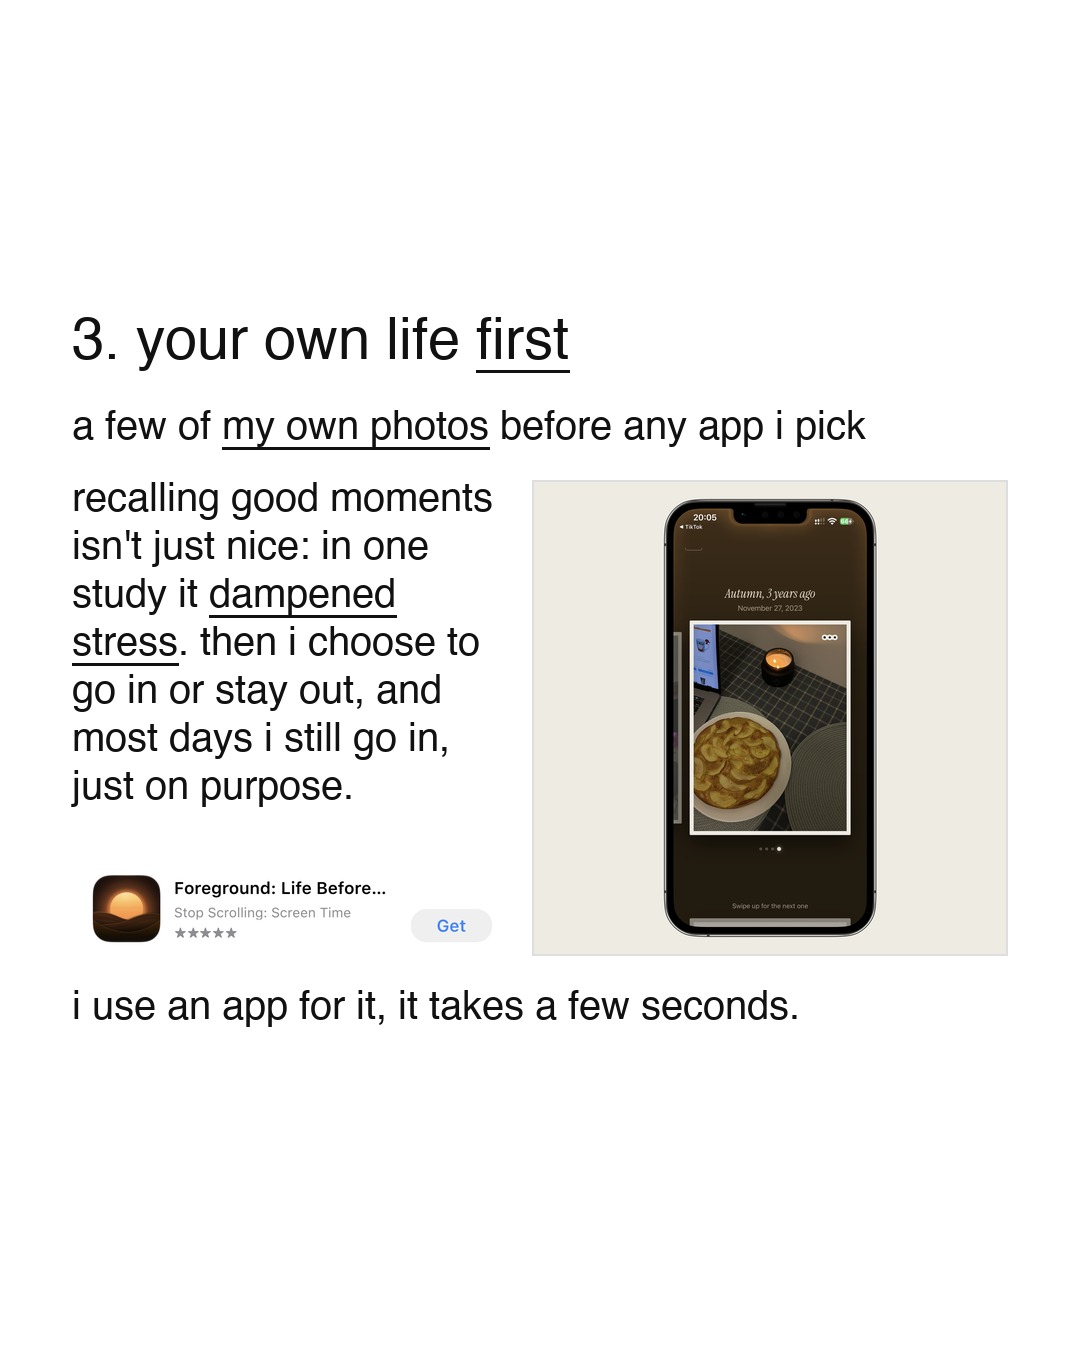 3. your own life first
a few of my own photos before any app i pick
recalling good moments
isn't just nice: in one
study it dampened
stress. then i choose to
go in or stay out, and
most days i still go in,
just on purpose.
20:05
TikTok
Autumn, 3 years ago
November 27, 2023
Swipe up for the next one
Foreground: Life Before...
Stop Scrolling: Screen Time
Get
i use an app for it, it takes a few seconds.